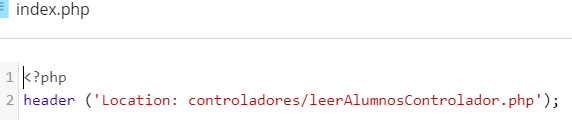 index.php
1 <?php
2 header ('Location: controladores/leerAlumnosControlador.php');